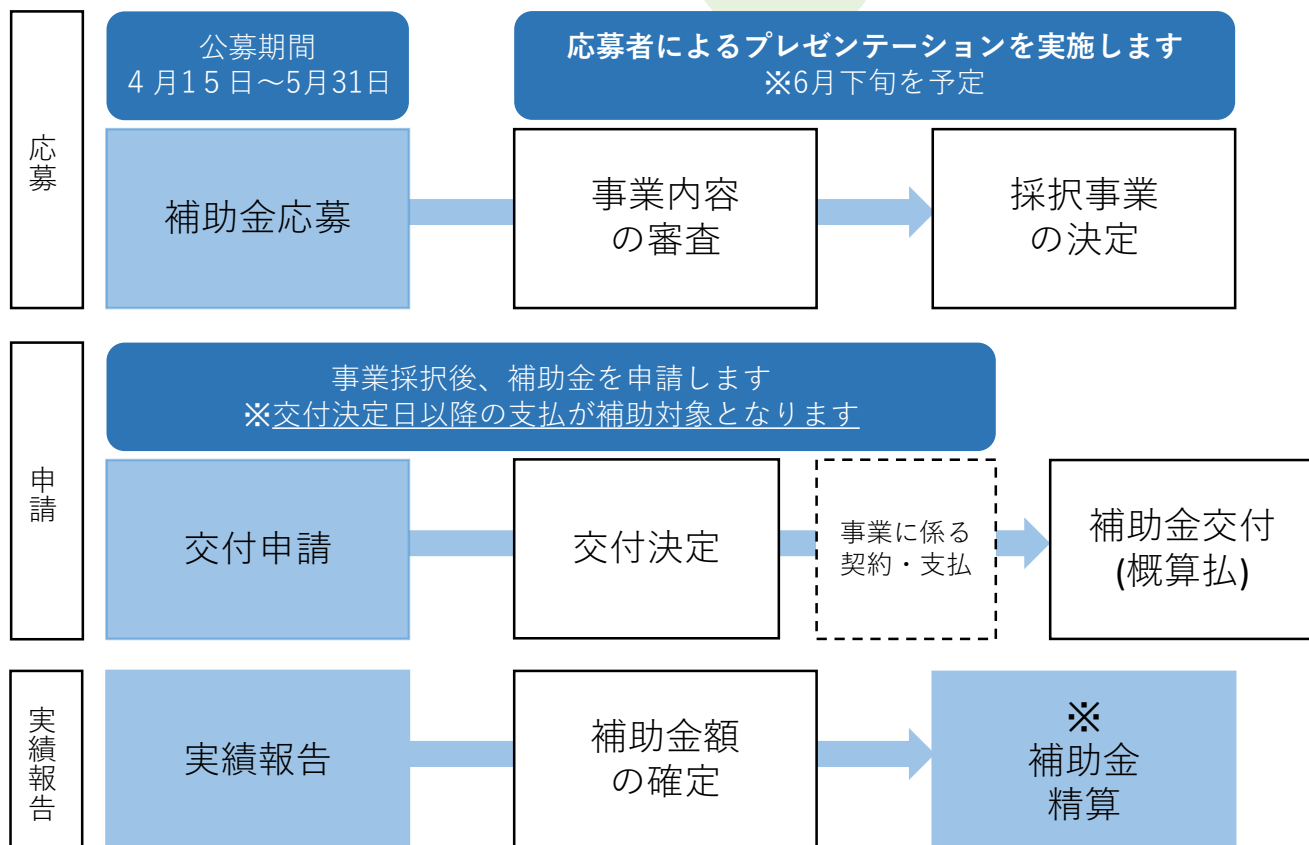 応募
公募期間
４月1５日～5月31日
応募者によるプレゼンテーションを実施します
※6月下旬を予定
補助金応募
事業内容
の審査
採択事業
の決定
申請
事業採択後、補助金を申請します
※交付決定日以降の支払が補助対象となります
交付申請
交付決定
事業に係る
契約・支払
補助金交付
(概算払)
実績報告
実績報告
補助金額
の確定
※
補助金
精算